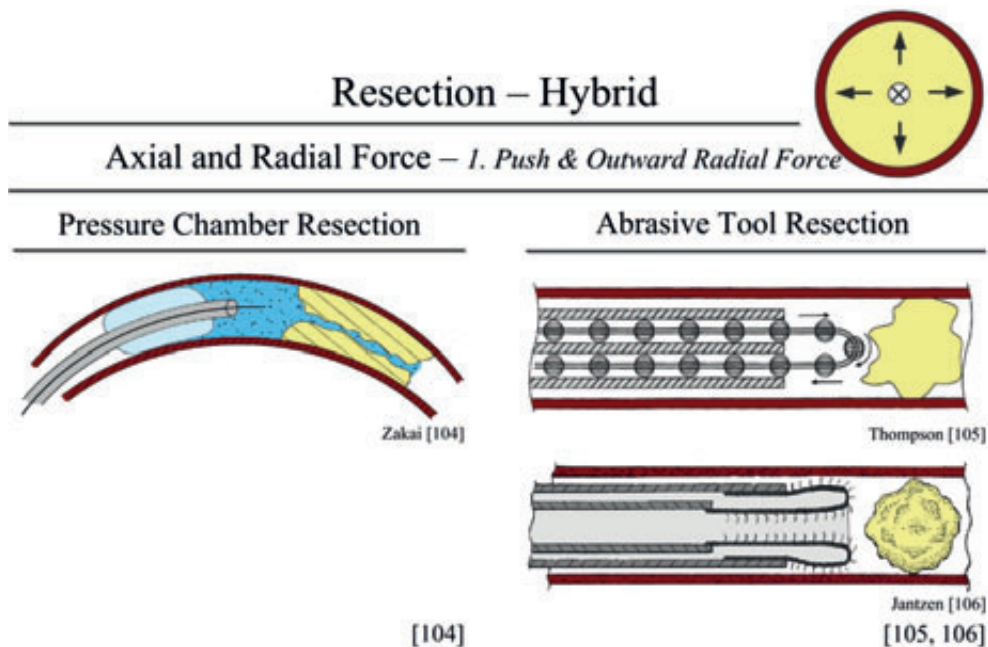 Resection – Hybrid
Axial and Radial Force – 1. Push & Outward Radial Force
Pressure Chamber Resection
Zakai [104]
[104]
Abrasive Tool Resection
Thompson [105]
Jantzen [106]
[105, 106]